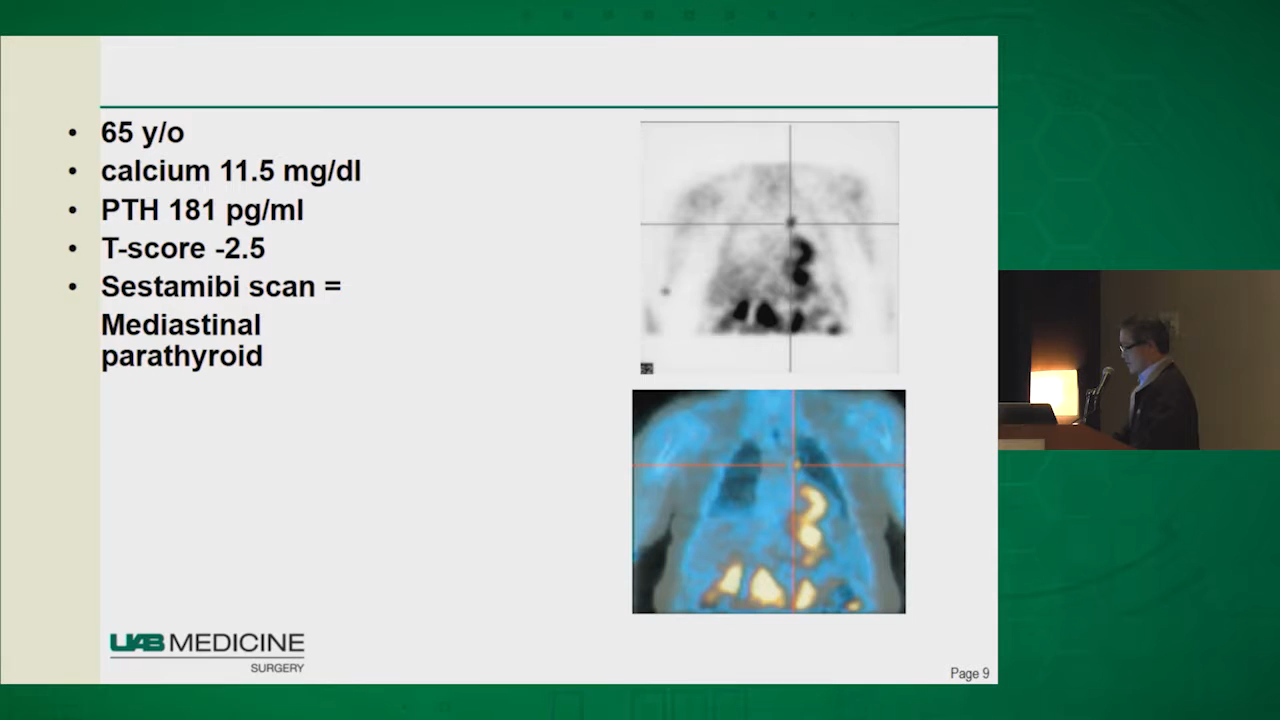 • 65 y/o
• calcium 11.5 mg/dl
• PTH 181 pg/ml
• T-score -2.5
• Sestamibi scan =
Mediastinal
parathyroid
UAB MEDICINE
SURGERY
Page 9